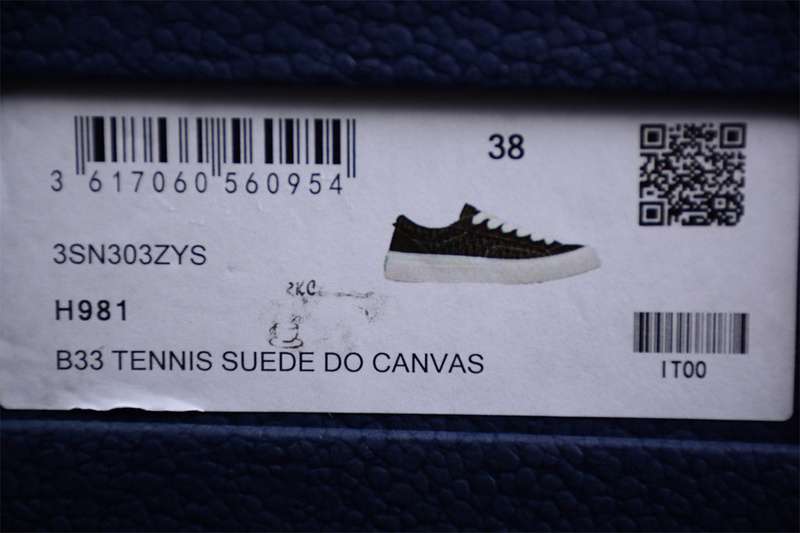 38
3 617060 560954
3SN303ZYS
H981
B33 TENNIS SUEDE DO CANVAS
IT00